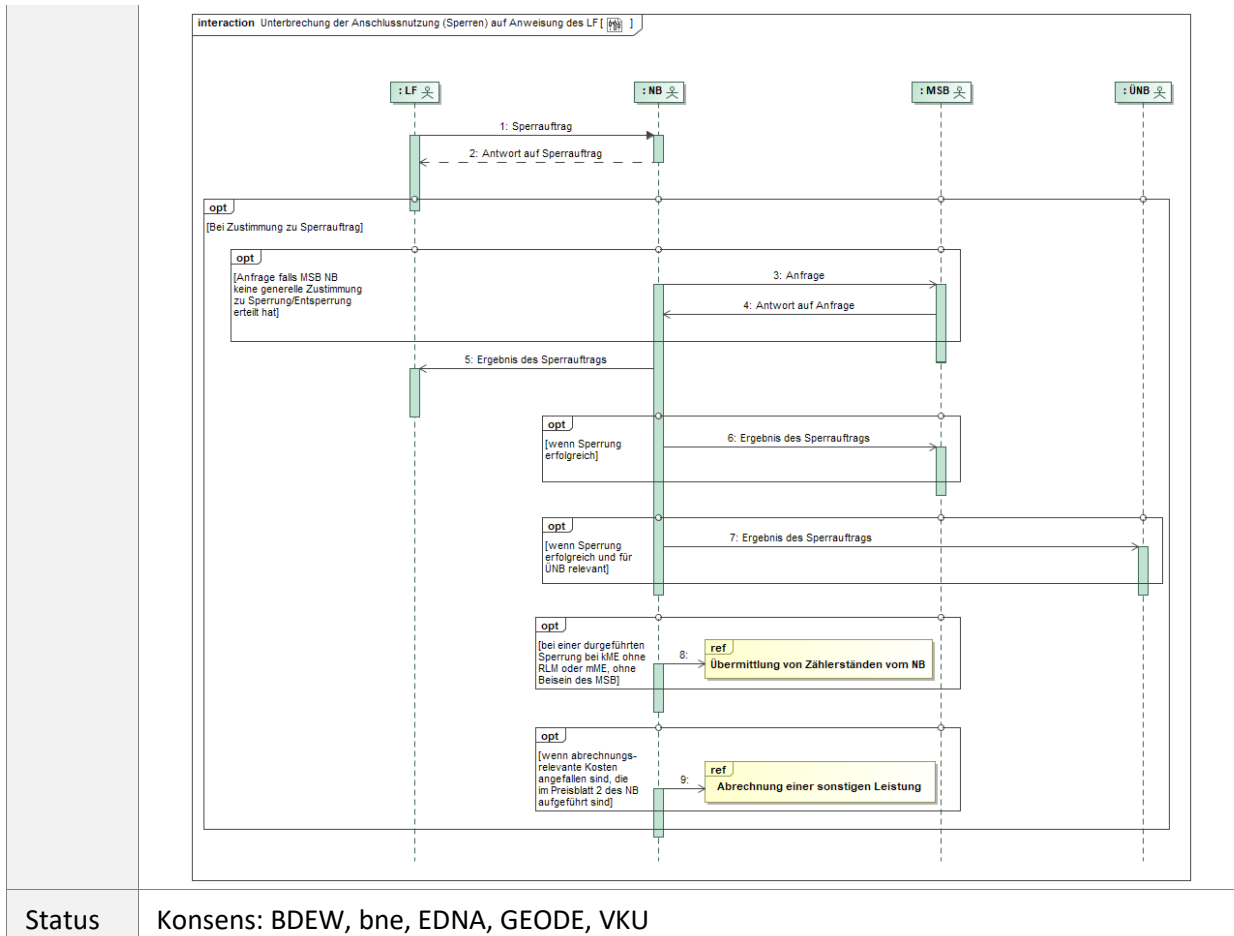 interaction Unterbrechung der Anschlussnutzung (Sperren) auf Anweisung des LF [ ]
: LF
: NB
: MSB
: ÜNB
1: Sperrauftrag
2: Antwort auf Sperrauftrag
opt
[Bei Zustimmung zu Sperrauftrag]
opt
[Anfrage falls MSB NB
keine generelle Zustimmung
zu Sperrung/Entsperrung
erteilt hat]
3: Anfrage
4: Antwort auf Anfrage
5: Ergebnis des Sperrauftrags
opt
[wenn Sperrung
erfolgreich]
6: Ergebnis des Sperrauftrags
opt
[wenn Sperrung
erfolgreich und für
ÜNB relevant]
7: Ergebnis des Sperrauftrags
opt
[bei einer durgeführten
Sperrung bei kME ohne
RLM oder mME, ohne
Beisein des MSB]
8:
ref
Übermittlung von Zählerständen vom NB
opt
[wenn abrechnungs-
relevante Kosten
angefallen sind, die
im Preisblatt 2 des NB
aufgeführt sind]
9:
ref
Abrechnung einer sonstigen Leistung
Status
Konsens: BDEW, bne, EDNA, GEODE, VKU